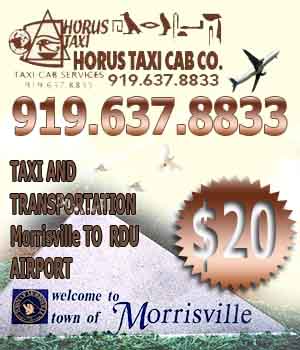 HORUS
TAXI
HORUS TAXI CAB CO.
TAXI CAB SERVICES
919.637.8833
919.637.8833
919.637.8833
TAXI AND
TRANSPORTATION
Morrisville TO RDU
AIRPORT
$20
welcome to
town of Morrisville